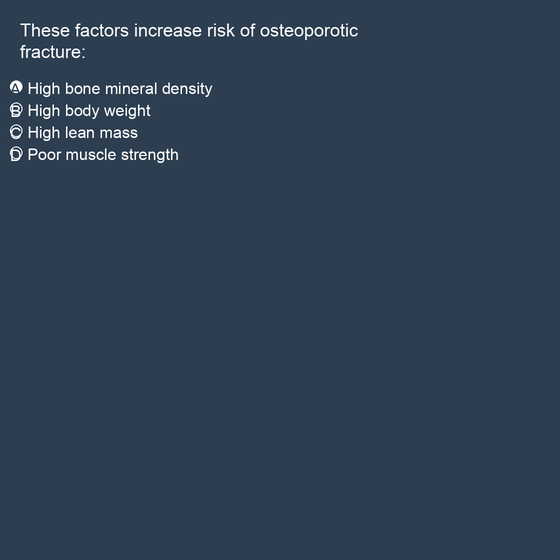 These factors increase risk of osteoporotic
fracture:
A High bone mineral density
B High body weight
C High lean mass
D Poor muscle strength